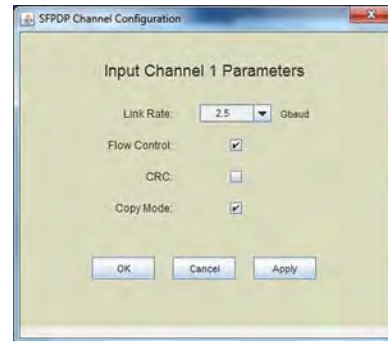 SFPDP Channel Configuration
Input Channel 1 Parameters
Link Rate: 2.5 Gbaud
Flow Control:
CRC:
Copy Mode:
OK Cancel Apply